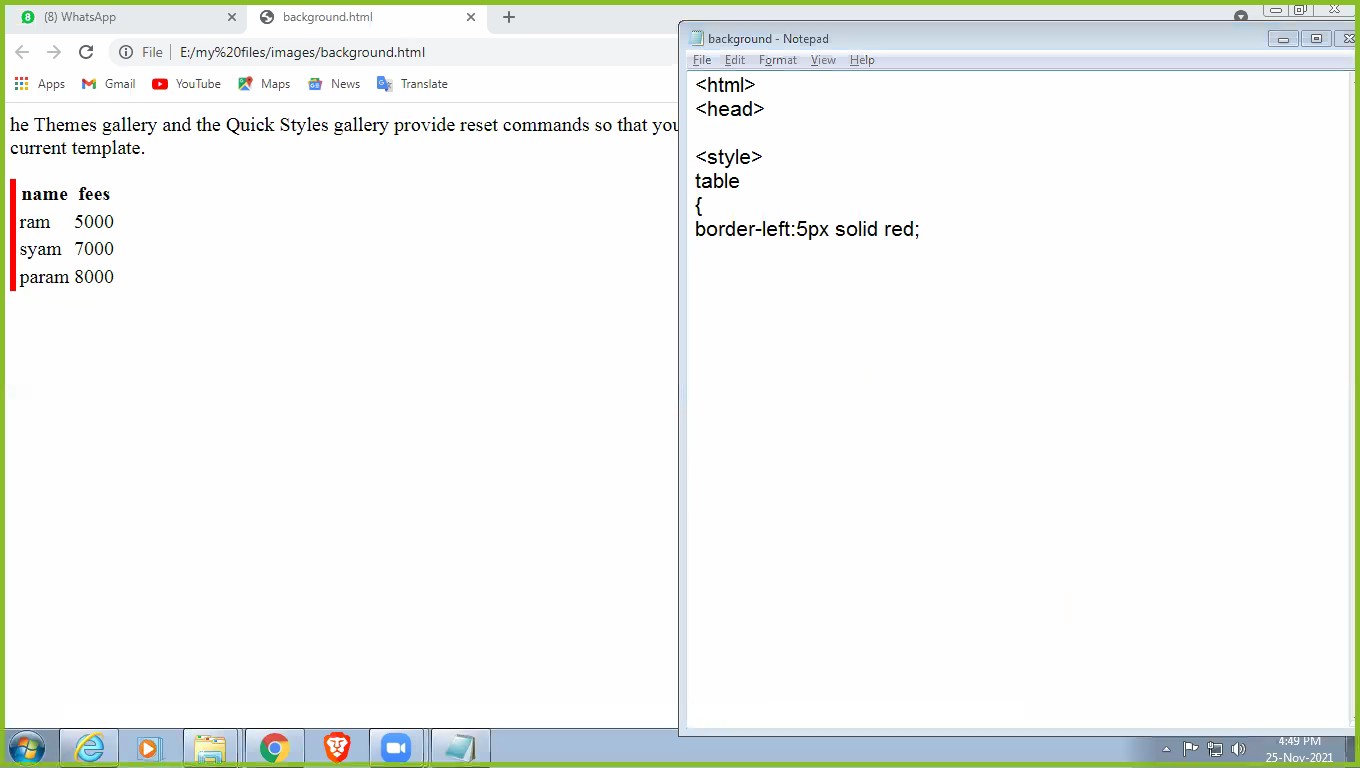 (8) WhatsApp
background.html
File
E:/my%20files/images/background.html
Apps
Gmail
YouTube
Maps
News
Translate
he Themes gallery and the Quick Styles gallery provide reset commands so that you
current template.
name fees
ram 5000
syam 7000
param 8000
background - Notepad
File Edit Format View Help
<html>
<head>
<style>
table
{
border-left:5px solid red;
4:49 PM
25-Nov-2021